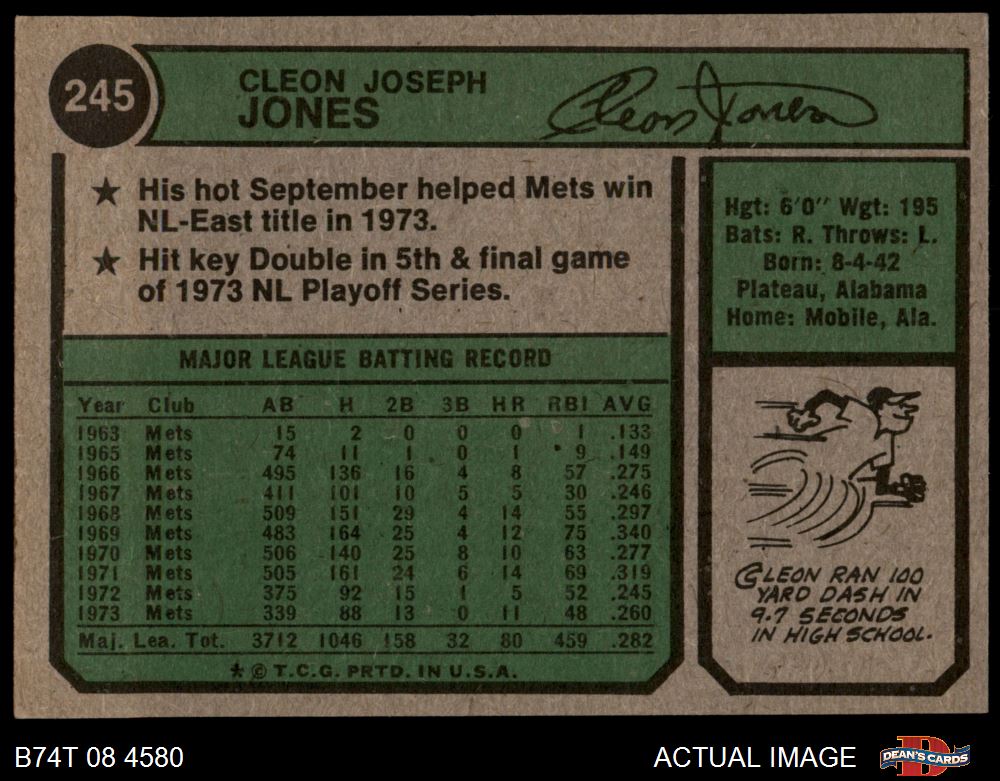 245
CLEON JOSEPH
JONES
Cleon Jones
★ His hot September helped Mets win
NL-East title in 1973.
★ Hit key Double in 5th & final game
of 1973 NL Playoff Series.
Hgt: 6'0" Wgt: 195
Bats: R. Throws: L.
Born: 8-4-42
Plateau, Alabama
Home: Mobile, Ala.
MAJOR LEAGUE BATTING RECORD
Year Club AB H 2B 3B HR RBI AVG
1963 Mets 15 2 0 0 0 1 .133
1965 Mets 74 11 1 0 1 9 .149
1966 Mets 495 136 16 4 8 57 .275
1967 Mets 411 101 10 5 5 30 .246
1968 Mets 509 151 29 4 14 55 .297
1969 Mets 483 164 25 4 12 75 .340
1970 Mets 506 140 25 8 10 63 .277
1971 Mets 505 161 24 6 14 69 .319
1972 Mets 375 92 15 1 5 52 .245
1973 Mets 339 88 13 0 11 48 .260
Maj. Lea. Tot. 3712 1046 158 32 80 459 .282
★ © T.C.G. PRTD. IN U.S.A.
CLEON RAN 100
YARD DASH IN
9.7 SECONDS
IN HIGH SCHOOL.
B74T 08 4580
ACTUAL IMAGE
DEAN'S CARDS